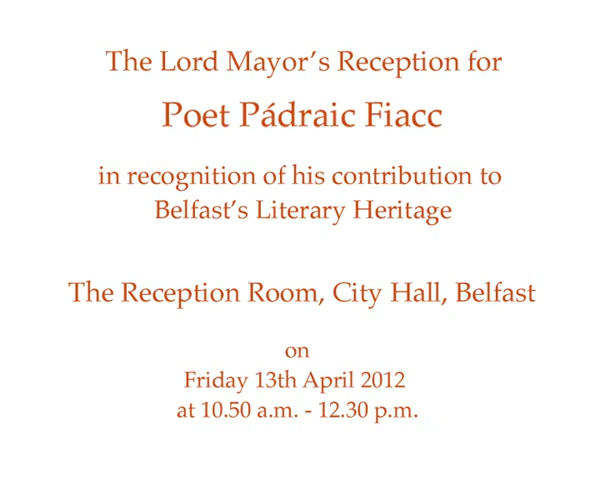 The Lord Mayor’s Reception for
Poet Pádraic Fiacc
in recognition of his contribution to
Belfast’s Literary Heritage
The Reception Room, City Hall, Belfast
on
Friday 13th April 2012
at 10.50 a.m. - 12.30 p.m.